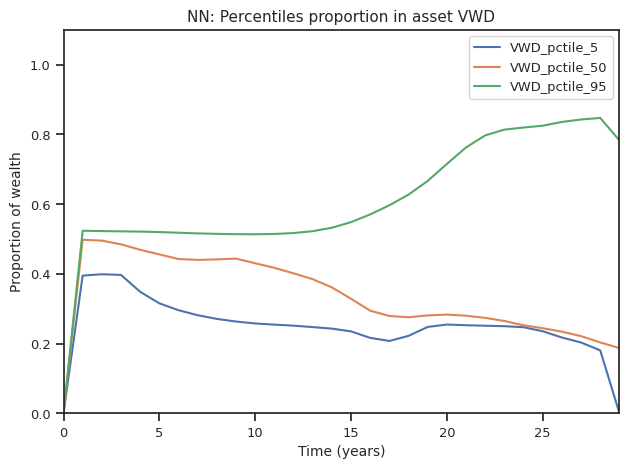 NN: Percentiles proportion in asset VWD
VWD_pctile_5
VWD_pctile_50
VWD_pctile_95
Proportion of wealth
1.0
0.8
0.6
0.4
0.2
0.0
0 5 10 15 20 25
Time (years)